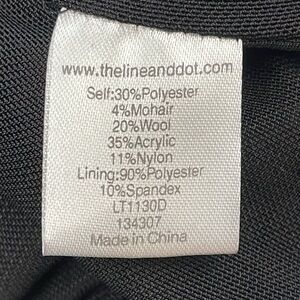 www.thelineanddot.com
Self:30%Polyester
4%Mohair
20%Wool
35%Acrylic
11%Nylon
Lining:90%Polyester
10%Spandex
LT1130D
134307
Made in China